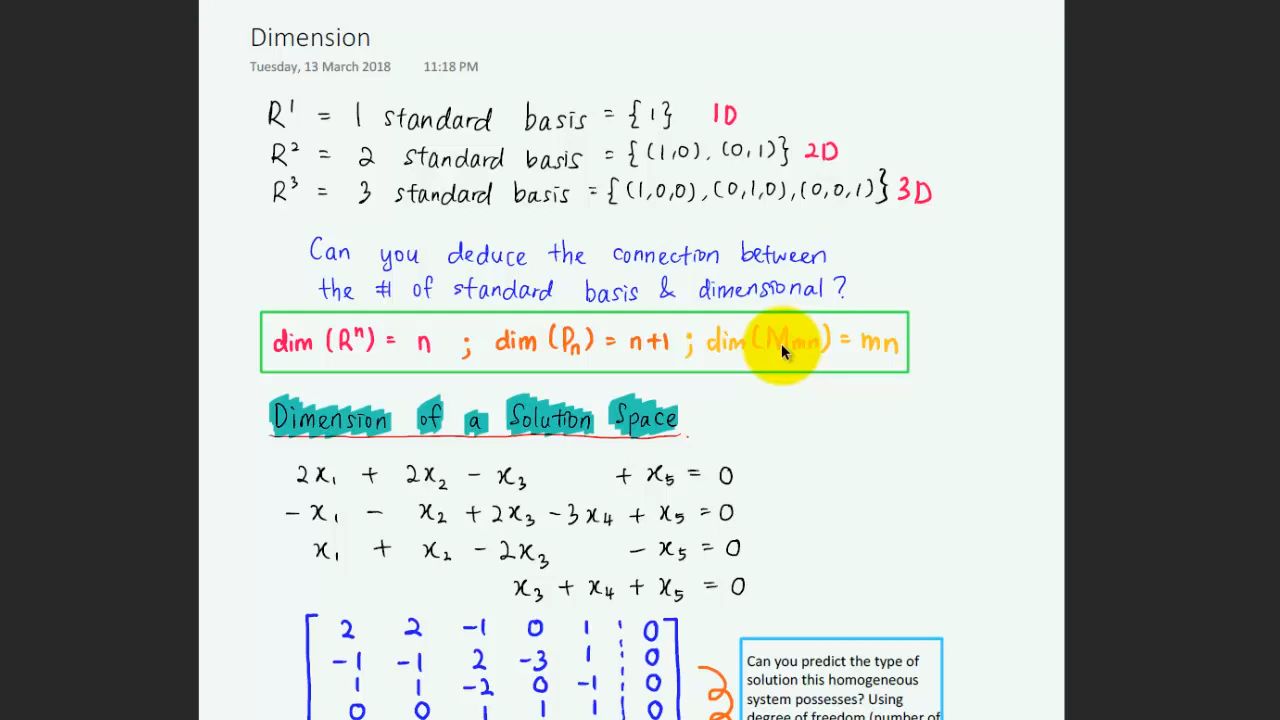 Dimension
Tuesday, 13 March 2018 11:18 PM
R¹ = 1 standard basis = {1} 1D
R² = 2 standard basis = {(1,0), (0,1)} 2D
R³ = 3 standard basis = {(1,0,0), (0,1,0), (0,0,1)} 3D
Can you deduce the connection between
the # of standard basis & dimensional ?
dim (Rⁿ) = n ; dim (Pₙ) = n+1 ; dim (Mₘₙ) = mn
Dimension of a Solution Space
2x₁ + 2x₂ - x₃ + x₅ = 0
- x₁ - x₂ + 2x₃ - 3x₄ + x₅ = 0
x₁ + x₂ - 2x₃ - x₅ = 0
x₃ + x₄ + x₅ = 0
2 2 -1 0 1 0
-1 -1 2 -3 1 0
1 1 -2 0 -1 0
0 0 1 1 1 0
Can you predict the type of
solution this homogeneous
system possesses? Using
degree of freedom (number of